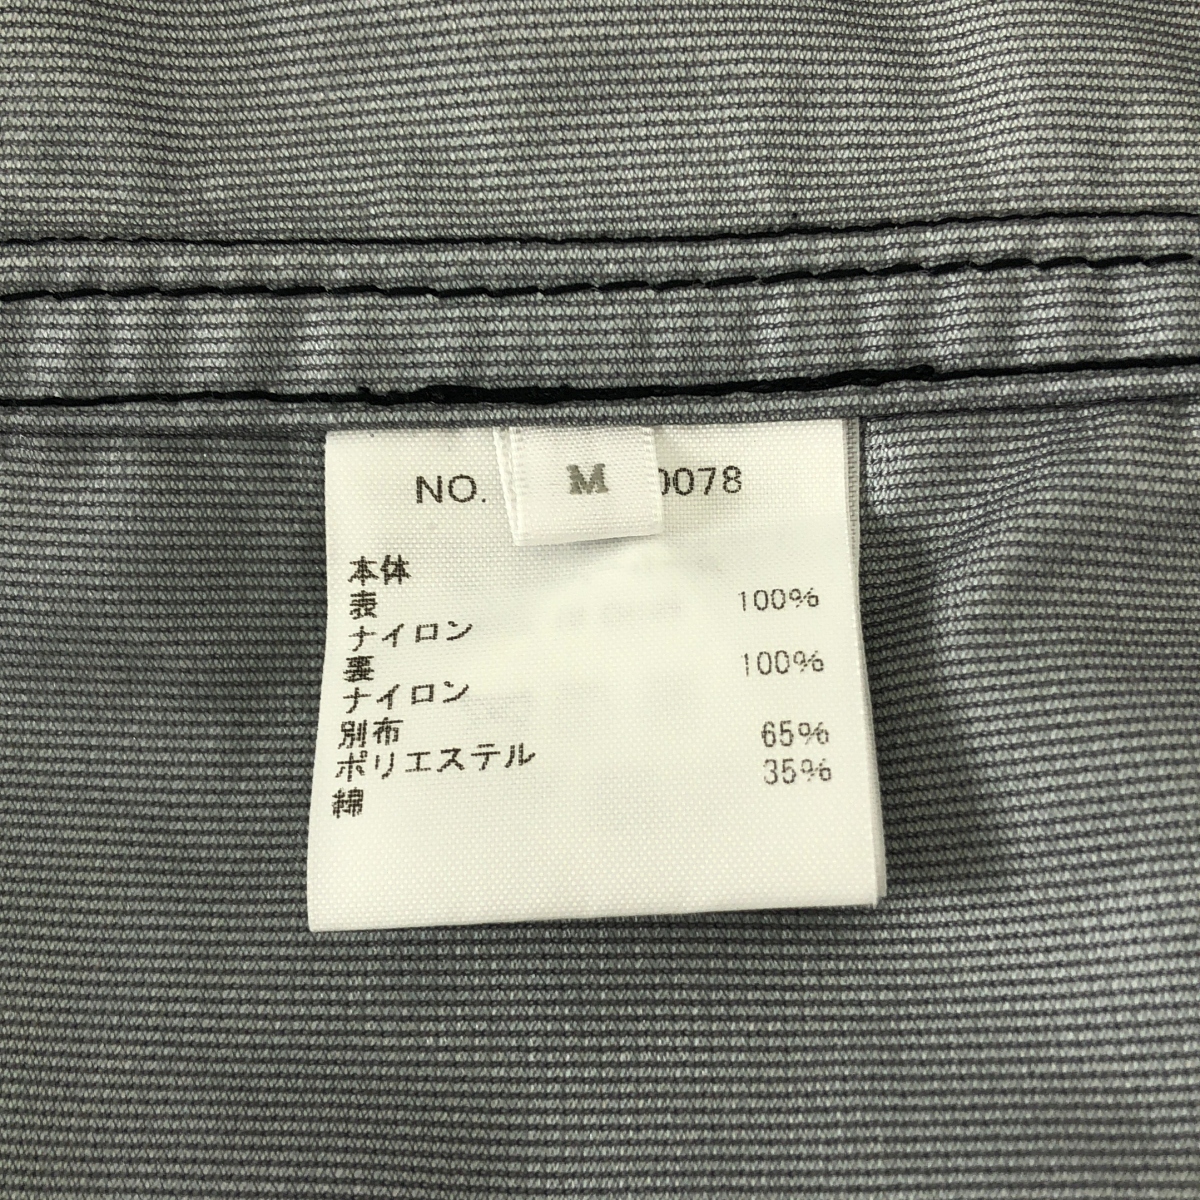 NO. M 0078
本体
表
ナイロン 100%
裏
ナイロン 100%
別布
ポリエステル 65%
綿 35%